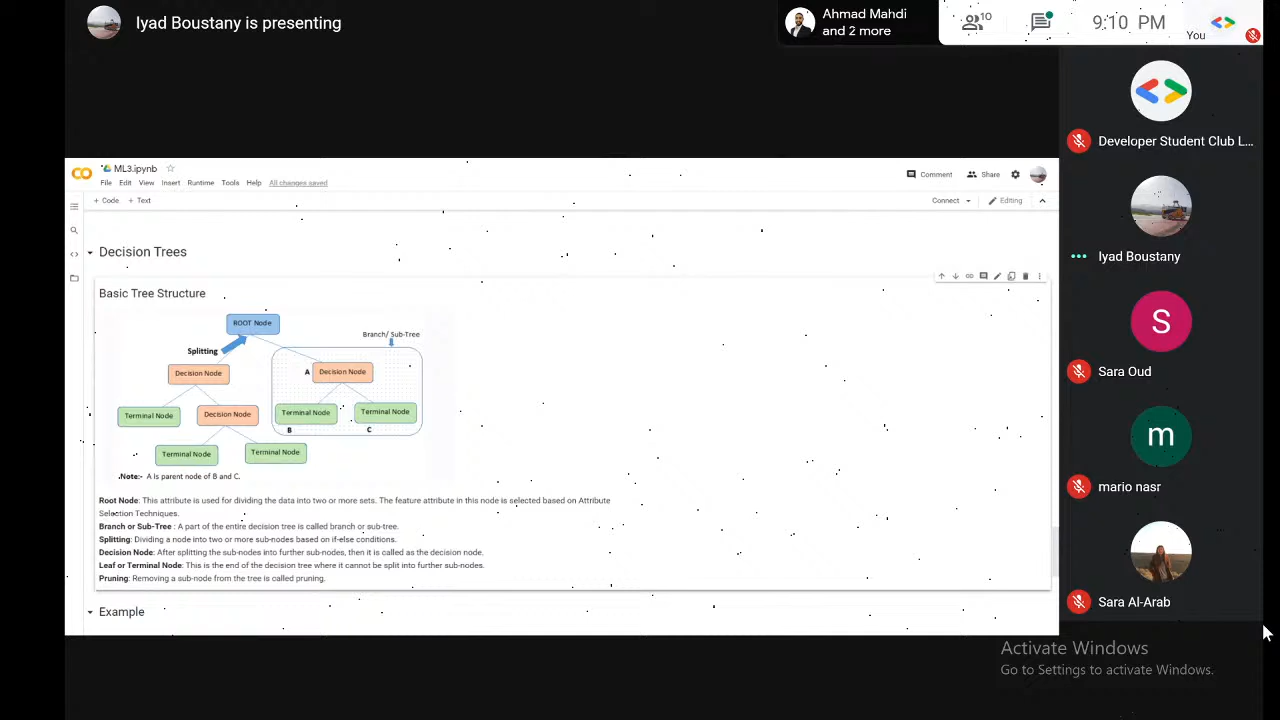 Iyad Boustany is presenting
Ahmad Mahdi
and 2 more
10
9:10 PM
You
ML3.ipynb
File Edit View Insert Runtime Tools Help All changes saved
Comment Share
+ Code + Text
Connect Editing
Decision Trees
Basic Tree Structure
ROOT Node
Branch/ Sub-Tree
Splitting
Decision Node
A Decision Node
Terminal Node Decision Node Terminal Node Terminal Node
B C
Terminal Node Terminal Node
Note:- A is parent node of B and C.
Root Node: This attribute is used for dividing the data into two or more sets. The feature attribute in this node is selected based on Attribute
Selection Techniques.
Branch or Sub-Tree : A part of the entire decision tree is called branch or sub-tree.
Splitting: Dividing a node into two or more sub-nodes based on if-else conditions.
Decision Node: After splitting the sub-nodes into further sub-nodes, then it is called as the decision node.
Leaf or Terminal Node: This is the end of the decision tree where it cannot be split into further sub-nodes.
Pruning: Removing a sub-node from the tree is called pruning.
Example
Developer Student Club L...
Iyad Boustany
S
Sara Oud
m
mario nasr
Sara Al-Arab
Activate Windows
Go to Settings to activate Windows.